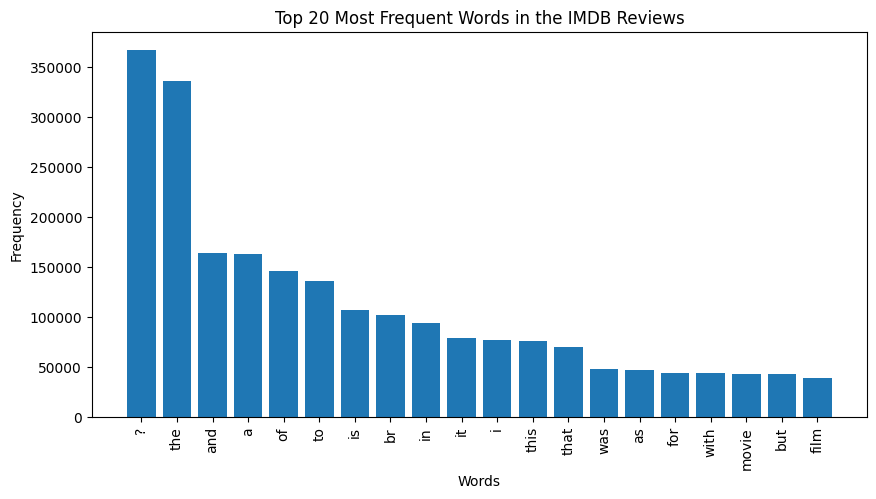 Top 20 Most Frequent Words in the IMDB Reviews
Frequency
350000
300000
250000
200000
150000
100000
50000
0
?
the
and
a
of
to
is
br
in
it
i
this
that
was
as
for
with
movie
but
film
Words